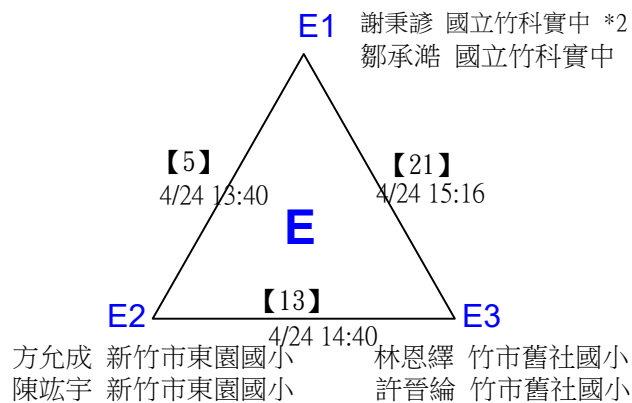 E1 謝秉諺 國立竹科實中 *2
鄒承澔 國立竹科實中
【5】 【21】
4/24 13:40 4/24 15:16
E
E2 【13】 E3
4/24 14:40
方允成 新竹市東園國小 林恩繹 竹市舊社國小
陳竑宇 新竹市東園國小 許晉綸 竹市舊社國小